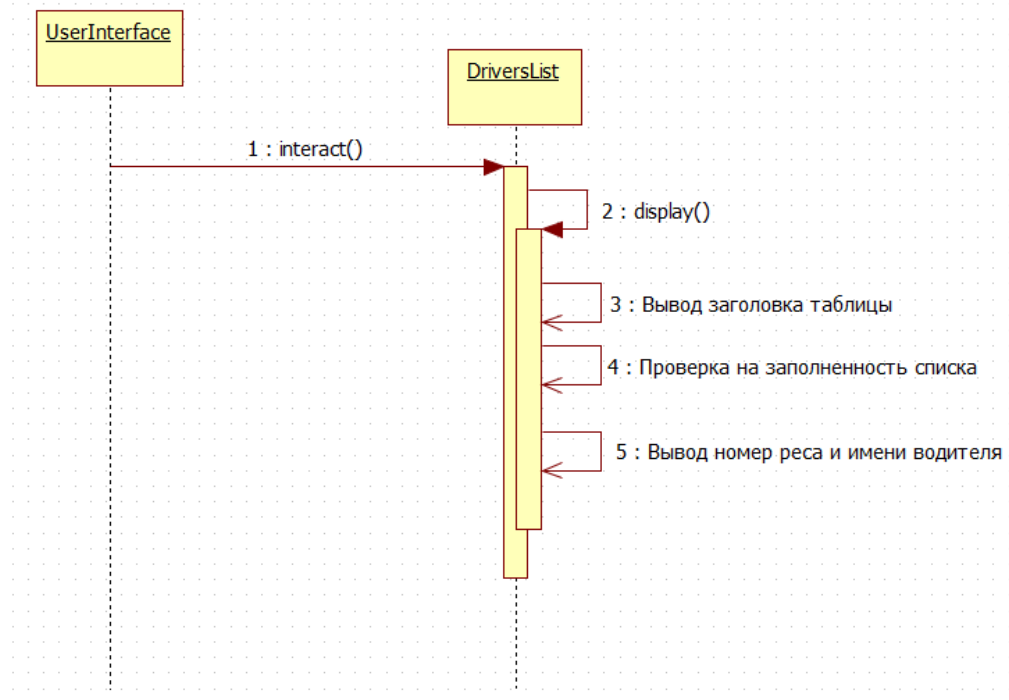 UserInterface
DriversList
1 : interact()
2 : display()
3 : Вывод заголовка таблицы
4 : Проверка на заполненность списка
5 : Вывод номер реса и имени водителя